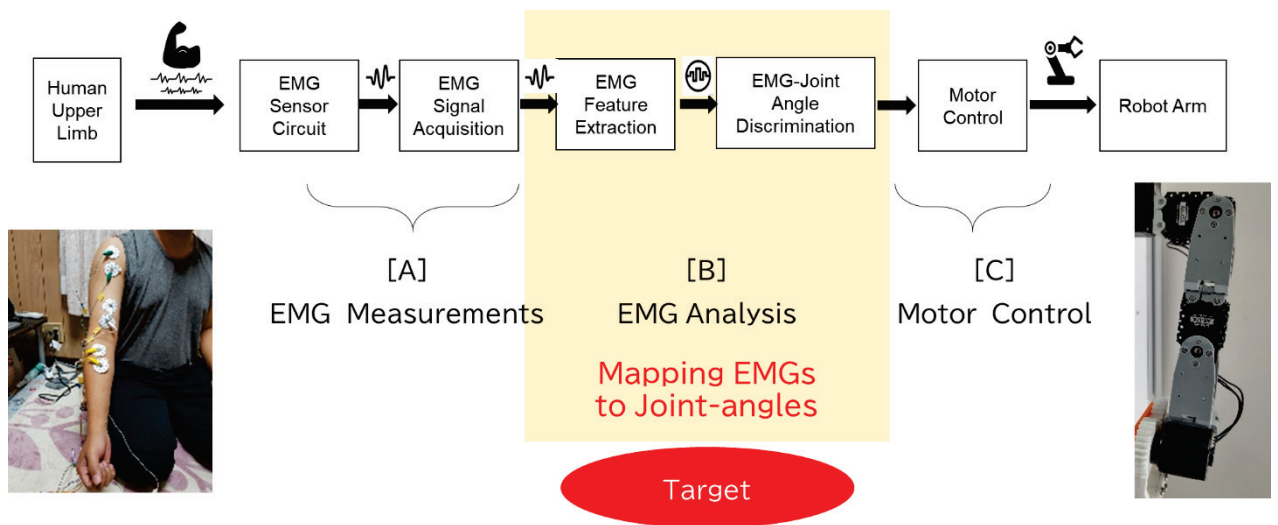 Human
Upper
Limb
EMG
Sensor
Circuit
EMG
Signal
Acquisition
EMG
Feature
Extraction
EMG-Joint
Angle
Discrimination
Motor
Control
Robot Arm
[A]
EMG Measurements
[B]
EMG Analysis
[C]
Motor Control
Mapping EMGs
to Joint-angles
Target